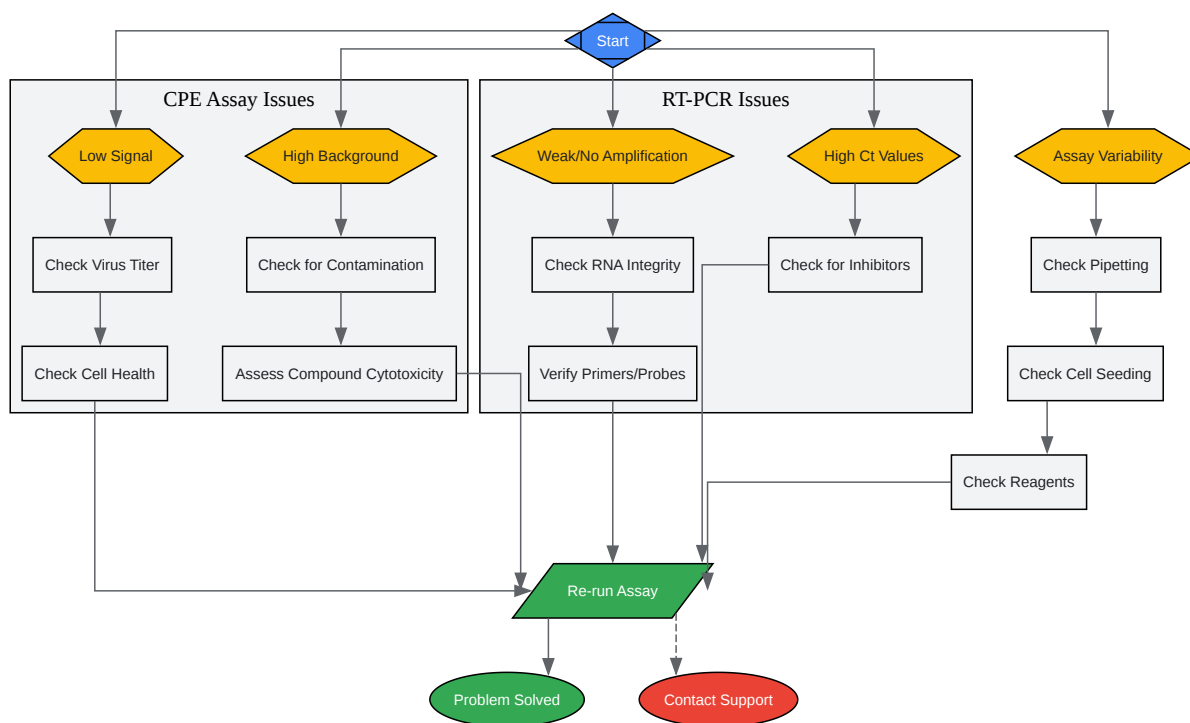 Start
CPE Assay Issues
RT-PCR Issues
Low Signal
High Background
Weak/No Amplification
High Ct Values
Assay Variability
Check Virus Titer
Check for Contamination
Check RNA Integrity
Check for Inhibitors
Check Pipetting
Check Cell Health
Assess Compound Cytotoxicity
Verify Primers/Probes
Check Cell Seeding
Check Reagents
Re-run Assay
Problem Solved
Contact Support